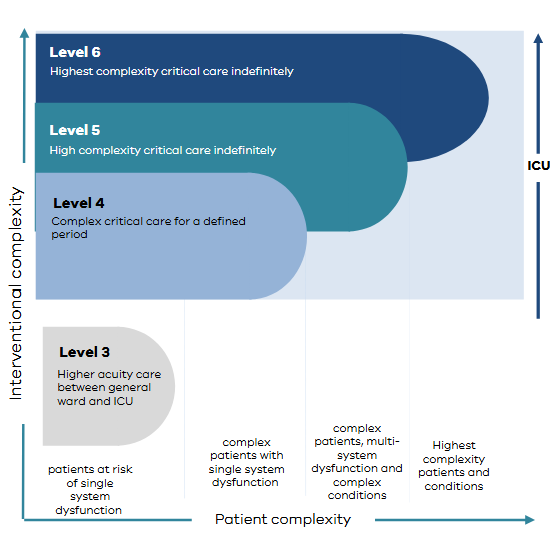 Level 6
Highest complexity critical care indefinitely
Level 5
High complexity critical care indefinitely
ICU
Level 4
Complex critical care for a defined
period
Interventional complexity
Level 3
Higher acuity care
between general
ward and ICU
patients at risk
of single
system
dysfunction
complex
patients with
single system
dysfunction
complex
patients, multi-
system
dysfunction and
complex
conditions
Highest
complexity
patients and
conditions
Patient complexity